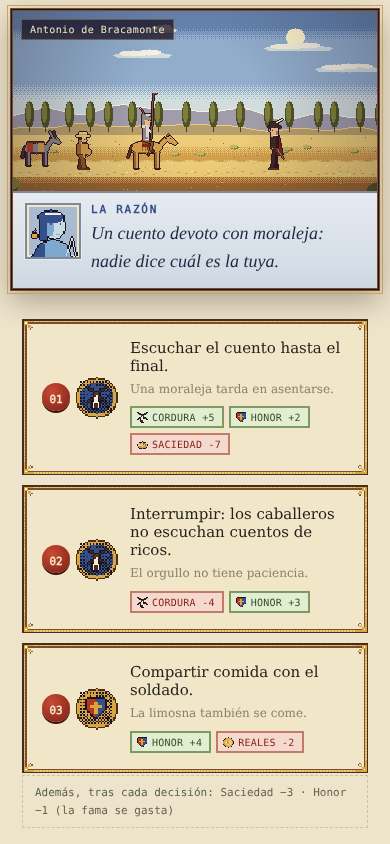 Antonio de Bracamonte
LA RAZÓN
Un cuento devoto con moraleja:
nadie dice cuál es la tuya.
Escuchar el cuento hasta el
final.
Una moraleja tarda en asentarse.
01
CORDURA +5
HONOR +2
SACIEDAD -7
Interrumpir: los caballeros
no escuchan cuentos de
ricos.
El orgullo no tiene paciencia.
02
CORDURA -4
HONOR +3
Compartir comida con el
soldado.
La limosna también se come.
03
HONOR +4
REALES -2
Además, tras cada decisión: Saciedad −3 · Honor
−1 (la fama se gasta)